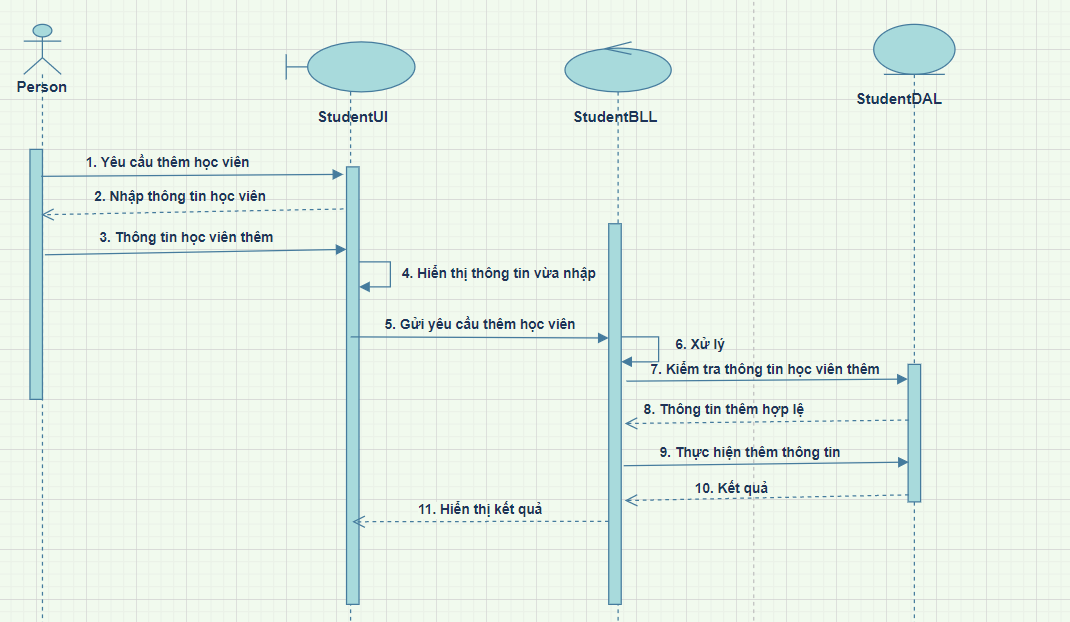 Person
StudentUI
StudentBLL
StudentDAL
1. Yêu cầu thêm học viên
2. Nhập thông tin học viên
3. Thông tin học viên thêm
4. Hiển thị thông tin vừa nhập
5. Gửi yêu cầu thêm học viên
6. Xử lý
7. Kiểm tra thông tin học viên thêm
8. Thông tin thêm hợp lệ
9. Thực hiện thêm thông tin
10. Kết quả
11. Hiển thị kết quả